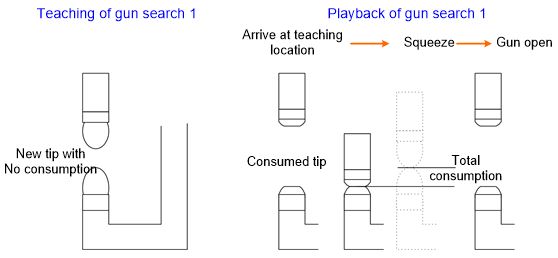 Teaching of gun search 1
Playback of gun search 1
Arrive at teaching
location
Squeeze
Gun open
New tip with
No consumption
Consumed tip
Total
consumption